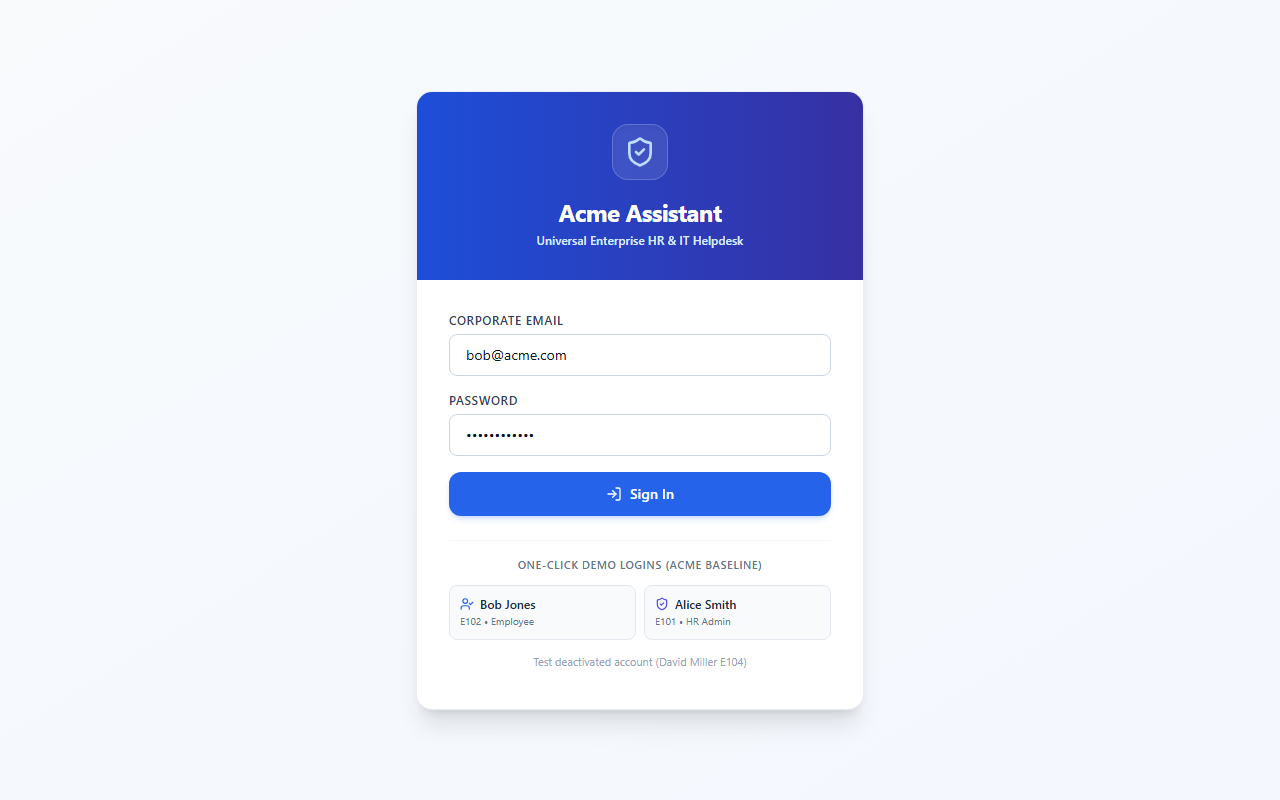 Acme Assistant
Universal Enterprise HR & IT Helpdesk
CORPORATE EMAIL
bob@acme.com
PASSWORD
••••••••••••
Sign In
ONE-CLICK DEMO LOGINS (ACME BASELINE)
Bob Jones
E102 • Employee
Alice Smith
E101 • HR Admin
Test deactivated account (David Miller E104)